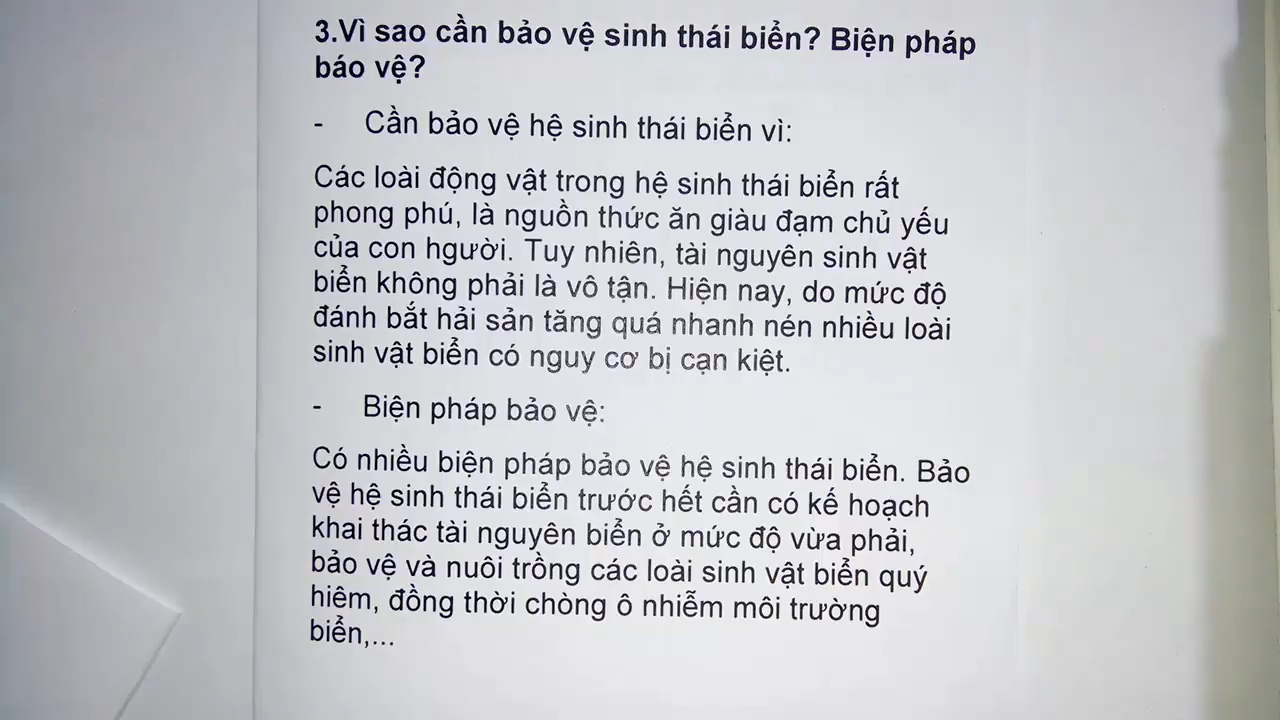 3.Vì sao cần bảo vệ sinh thái biển? Biện pháp
báo vệ?
- Cần bảo vệ hệ sinh thái biển vì:
Các loài động vật trong hệ sinh thái biển rất
phong phú, là nguồn thức ăn giàu đạm chủ yếu
của con hgười. Tuy nhiên, tài nguyên sinh vật
biển không phải là vô tận. Hiện nay, do mức độ
đánh bắt hải sản tăng quá nhanh nén nhiều loài
sinh vật biển có nguy cơ bị cạn kiệt.
- Biện pháp bảo vệ:
Có nhiều biện pháp bảo vệ hệ sinh thái biển. Bảo
vệ hệ sinh thái biển trước hết cần có kế hoạch
khai thác tài nguyên biển ở mức độ vừa phải,
bảo vệ và nuôi trồng các loài sinh vật biển quý
hiêm, đồng thời chòng ô nhiễm môi trường
biển,...